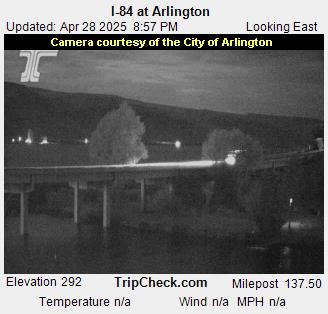 I-84 at Arlington
Updated: Apr 28 2025 8:57 PM Looking East
Camera courtesy of the City of Arlington
Elevation 292 TripCheck.com Milepost 137.50
Temperature n/a Wind n/a MPH n/a